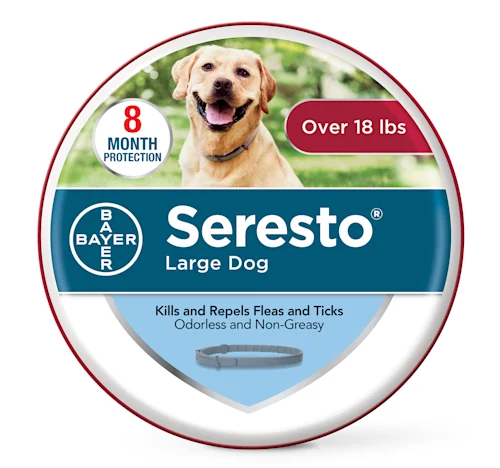 8
MONTH
PROTECTION
Over 18 lbs
BAYER
BAYER
Seresto®
Large Dog
Kills and Repels Fleas and Ticks
Odorless and Non-Greasy